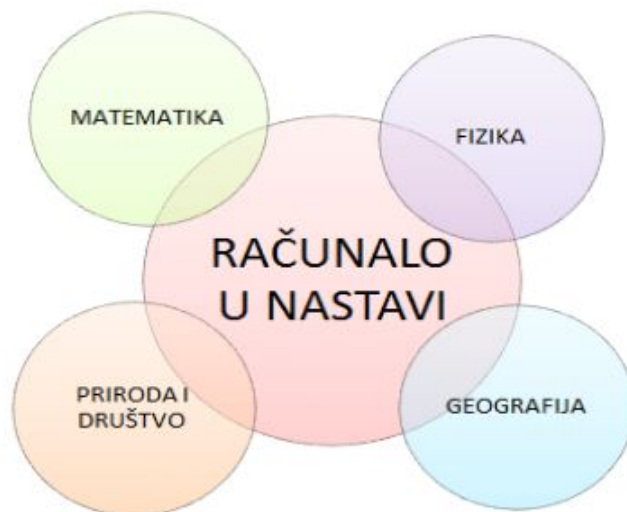 MATEMATIKA
FIZIKA
RAČUNALO
U NASTAVI
PRIRODA I
DRUŠTVO
GEOGRAFIJA